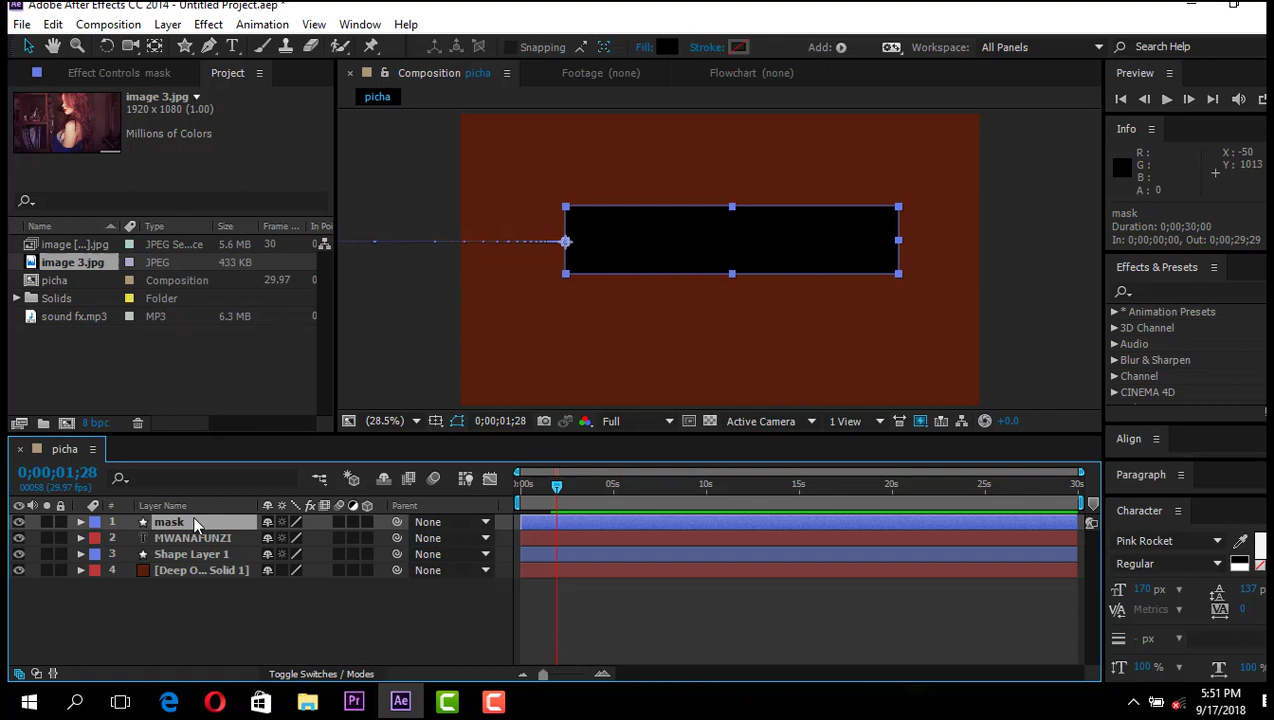 Adobe After Effects CC 2014 - Untitled Project.aep *
File Edit Composition Layer Effect Animation View Window Help
Snapping Fill: Stroke: Add: Workspace: All Panels Search Help
Effect Controls mask Project
Composition picha Footage (none) Flowchart (none)
Preview
picha
image 3.jpg
1920 x 1080 (1.00)
Millions of Colors
Info
R: X: -50
G: Y: 1013
B:
A: 0
mask
Duration: 0;00;30;00
In: 0;00;00;00, Out: 0;00;29;29
Name Type Size Frame ... In Poi
image [...].jpg JPEG Se...ce 5.6 MB 30
image 3.jpg JPEG 433 KB
picha Composition 29.97
Solids Folder
sound fx.mp3 MP3 6.3 MB
8 bpc
(28.5%) 0;00;01;28 Full Active Camera 1 View +0.0
Effects & Presets
* Animation Presets
3D Channel
Audio
Blur & Sharpen
Channel
CINEMA 4D
Align
Paragraph
Character
Pink Rocket
Regular
170 px 137
Metrics 0
- px
100 % 100
picha
0;00;01;28
00058 (29.97 fps)
# Layer Name Parent
1 mask None
2 MWANAFUNZI None
3 Shape Layer 1 None
4 [Deep O... Solid 1] None
0:00s 05s 10s 15s 20s 25s 30s
Toggle Switches / Modes
Pr Ae
5:51 PM
9/17/2018